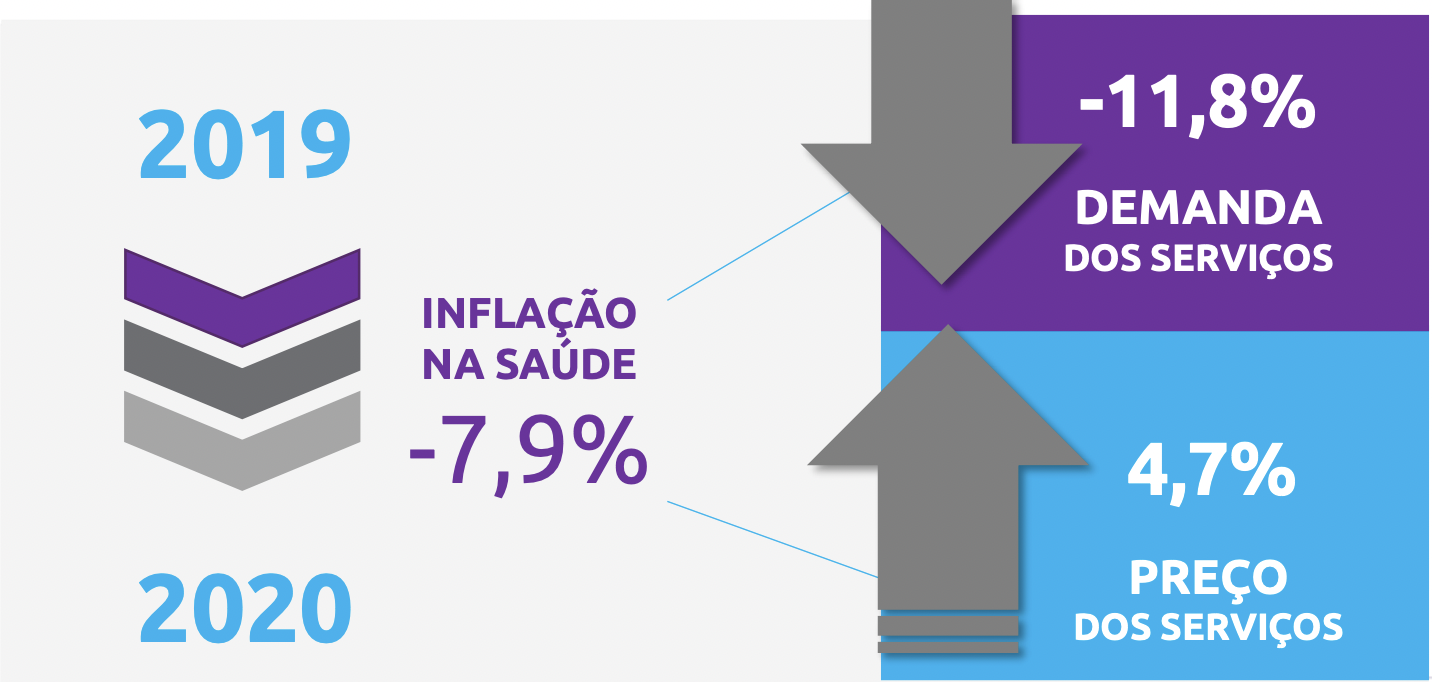 2019
INFLAÇÃO
NA SAÚDE
-7,9%
2020
-11,8%
DEMANDA
DOS SERVIÇOS
4,7%
PREÇO
DOS SERVIÇOS